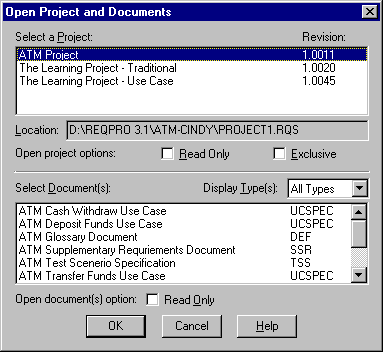 Open Project and Documents
Select a Project: Revision:
ATM Project 1.0011
The Learning Project - Traditional 1.0020
The Learning Project - Use Case 1.0045
Location: D:\REQPRO 3.1\ATM-CINDY\PROJECT1.RQS
Open project options: Read Only Exclusive
Select Document(s): Display Type(s): All Types
ATM Cash Withdraw Use Case UCSPEC
ATM Deposit Funds Use Case UCSPEC
ATM Glossary Document DEF
ATM Supplementary Requriements Document SSR
ATM Test Scenerio Specification TSS
ATM Transfer Funds Use Case UCSPEC
Open document(s) option: Read Only
OK Cancel Help